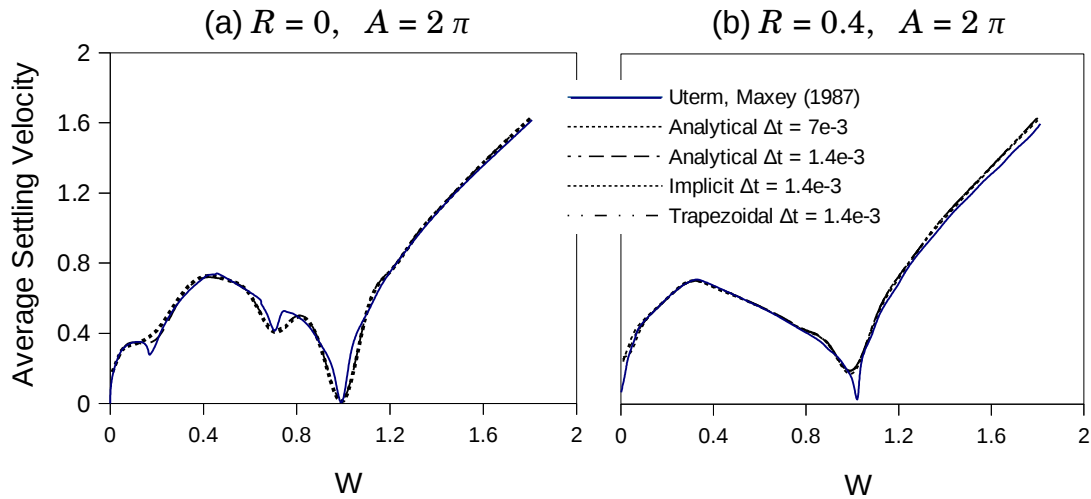 (a) R = 0, A = 2 π
(b) R = 0.4, A = 2 π
Average Settling Velocity
2
1.6
1.2
0.8
0.4
0
0
0.4
0.8
1.2
1.6
2
W
Uterm, Maxey (1987)
Analytical Δt = 7e-3
Analytical Δt = 1.4e-3
Implicit Δt = 1.4e-3
Trapezoidal Δt = 1.4e-3
0
0.4
0.8
1.2
1.6
2
W